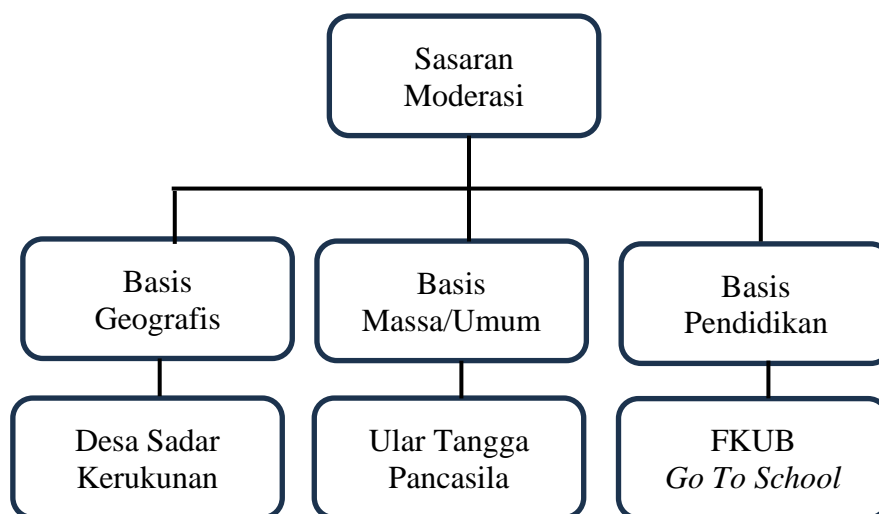 Sasaran
Moderasi
Basis
Geografis
Basis
Massa/Umum
Basis
Pendidikan
Desa Sadar
Kerukunan
Ular Tangga
Pancasila
FKUB
Go To School